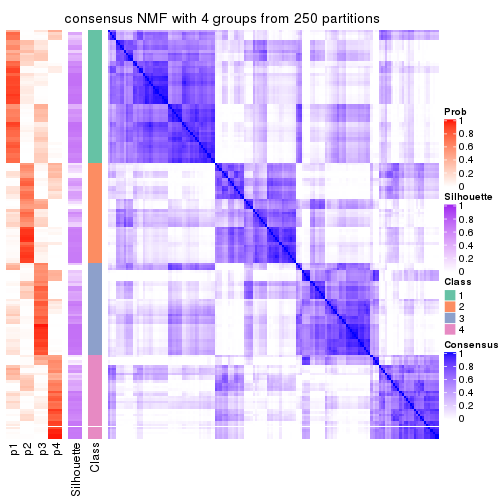 consensus NMF with 4 groups from 250 partitions
Prob
1
0.8
0.6
0.4
0.2
0
Silhouette
1
0.8
0.6
0.4
0.2
0
Class
1
2
3
4
Consensus
1
0.8
0.6
0.4
0.2
0
p1
p2
p3
p4
Silhouette
Class